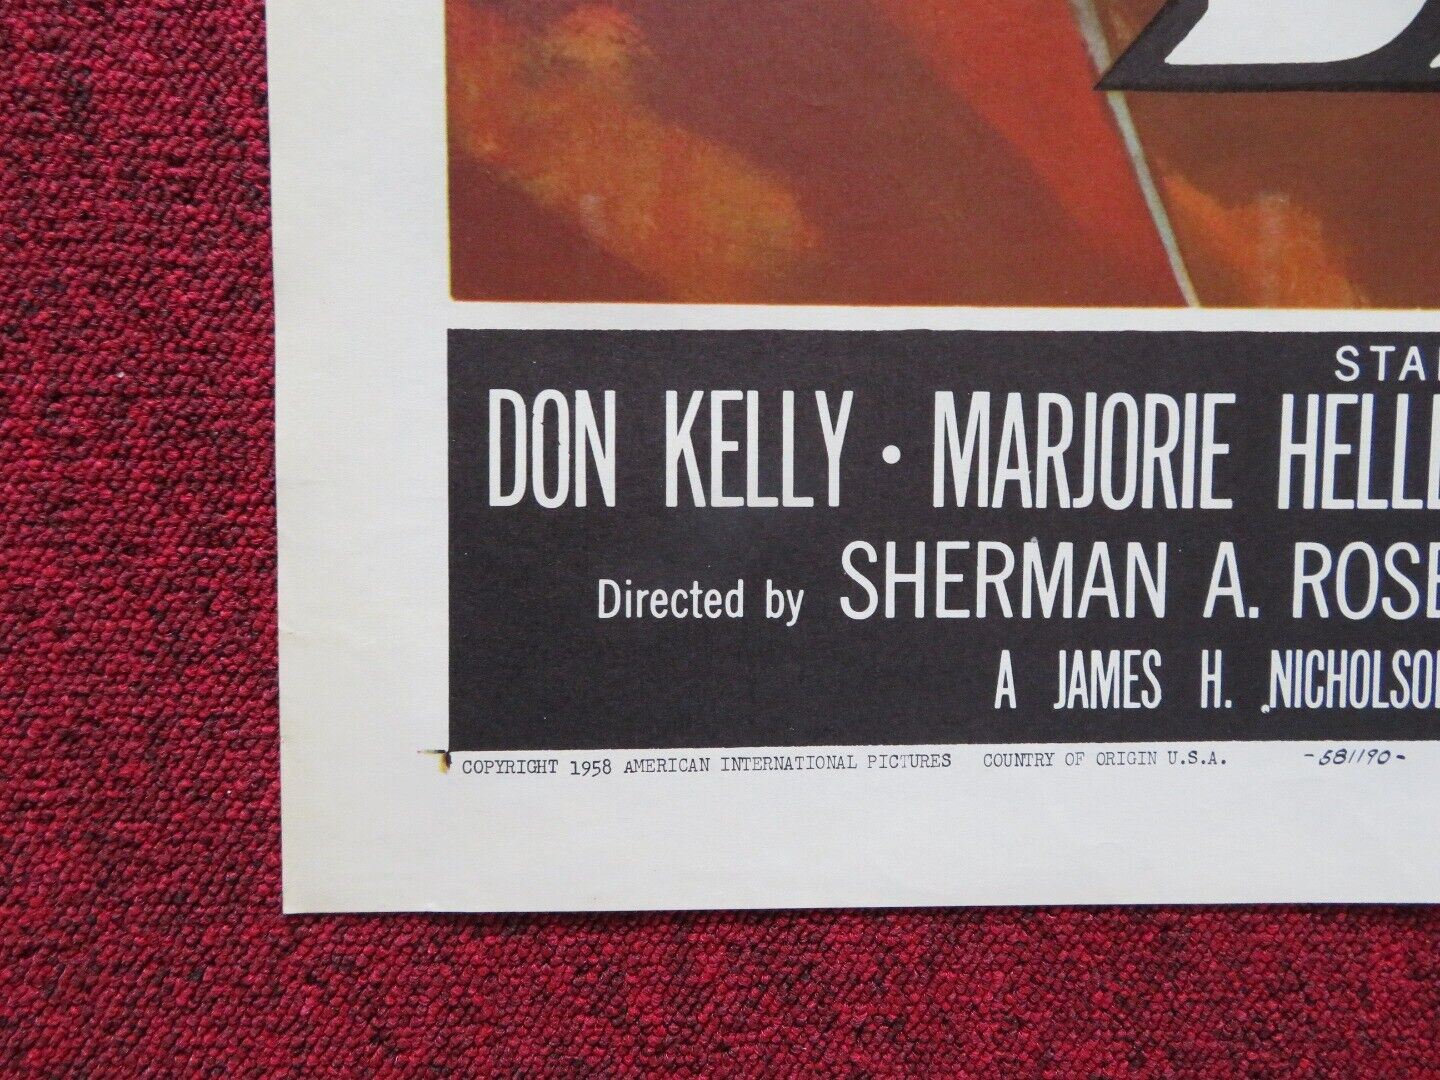 STA
DON KELLY • MARJORIE HELL
Directed by SHERMAN A. ROSE
A JAMES H. NICHOLSON
COPYRIGHT 1958 AMERICAN INTERNATIONAL PICTURES COUNTRY OF ORIGIN U.S.A. -581190-